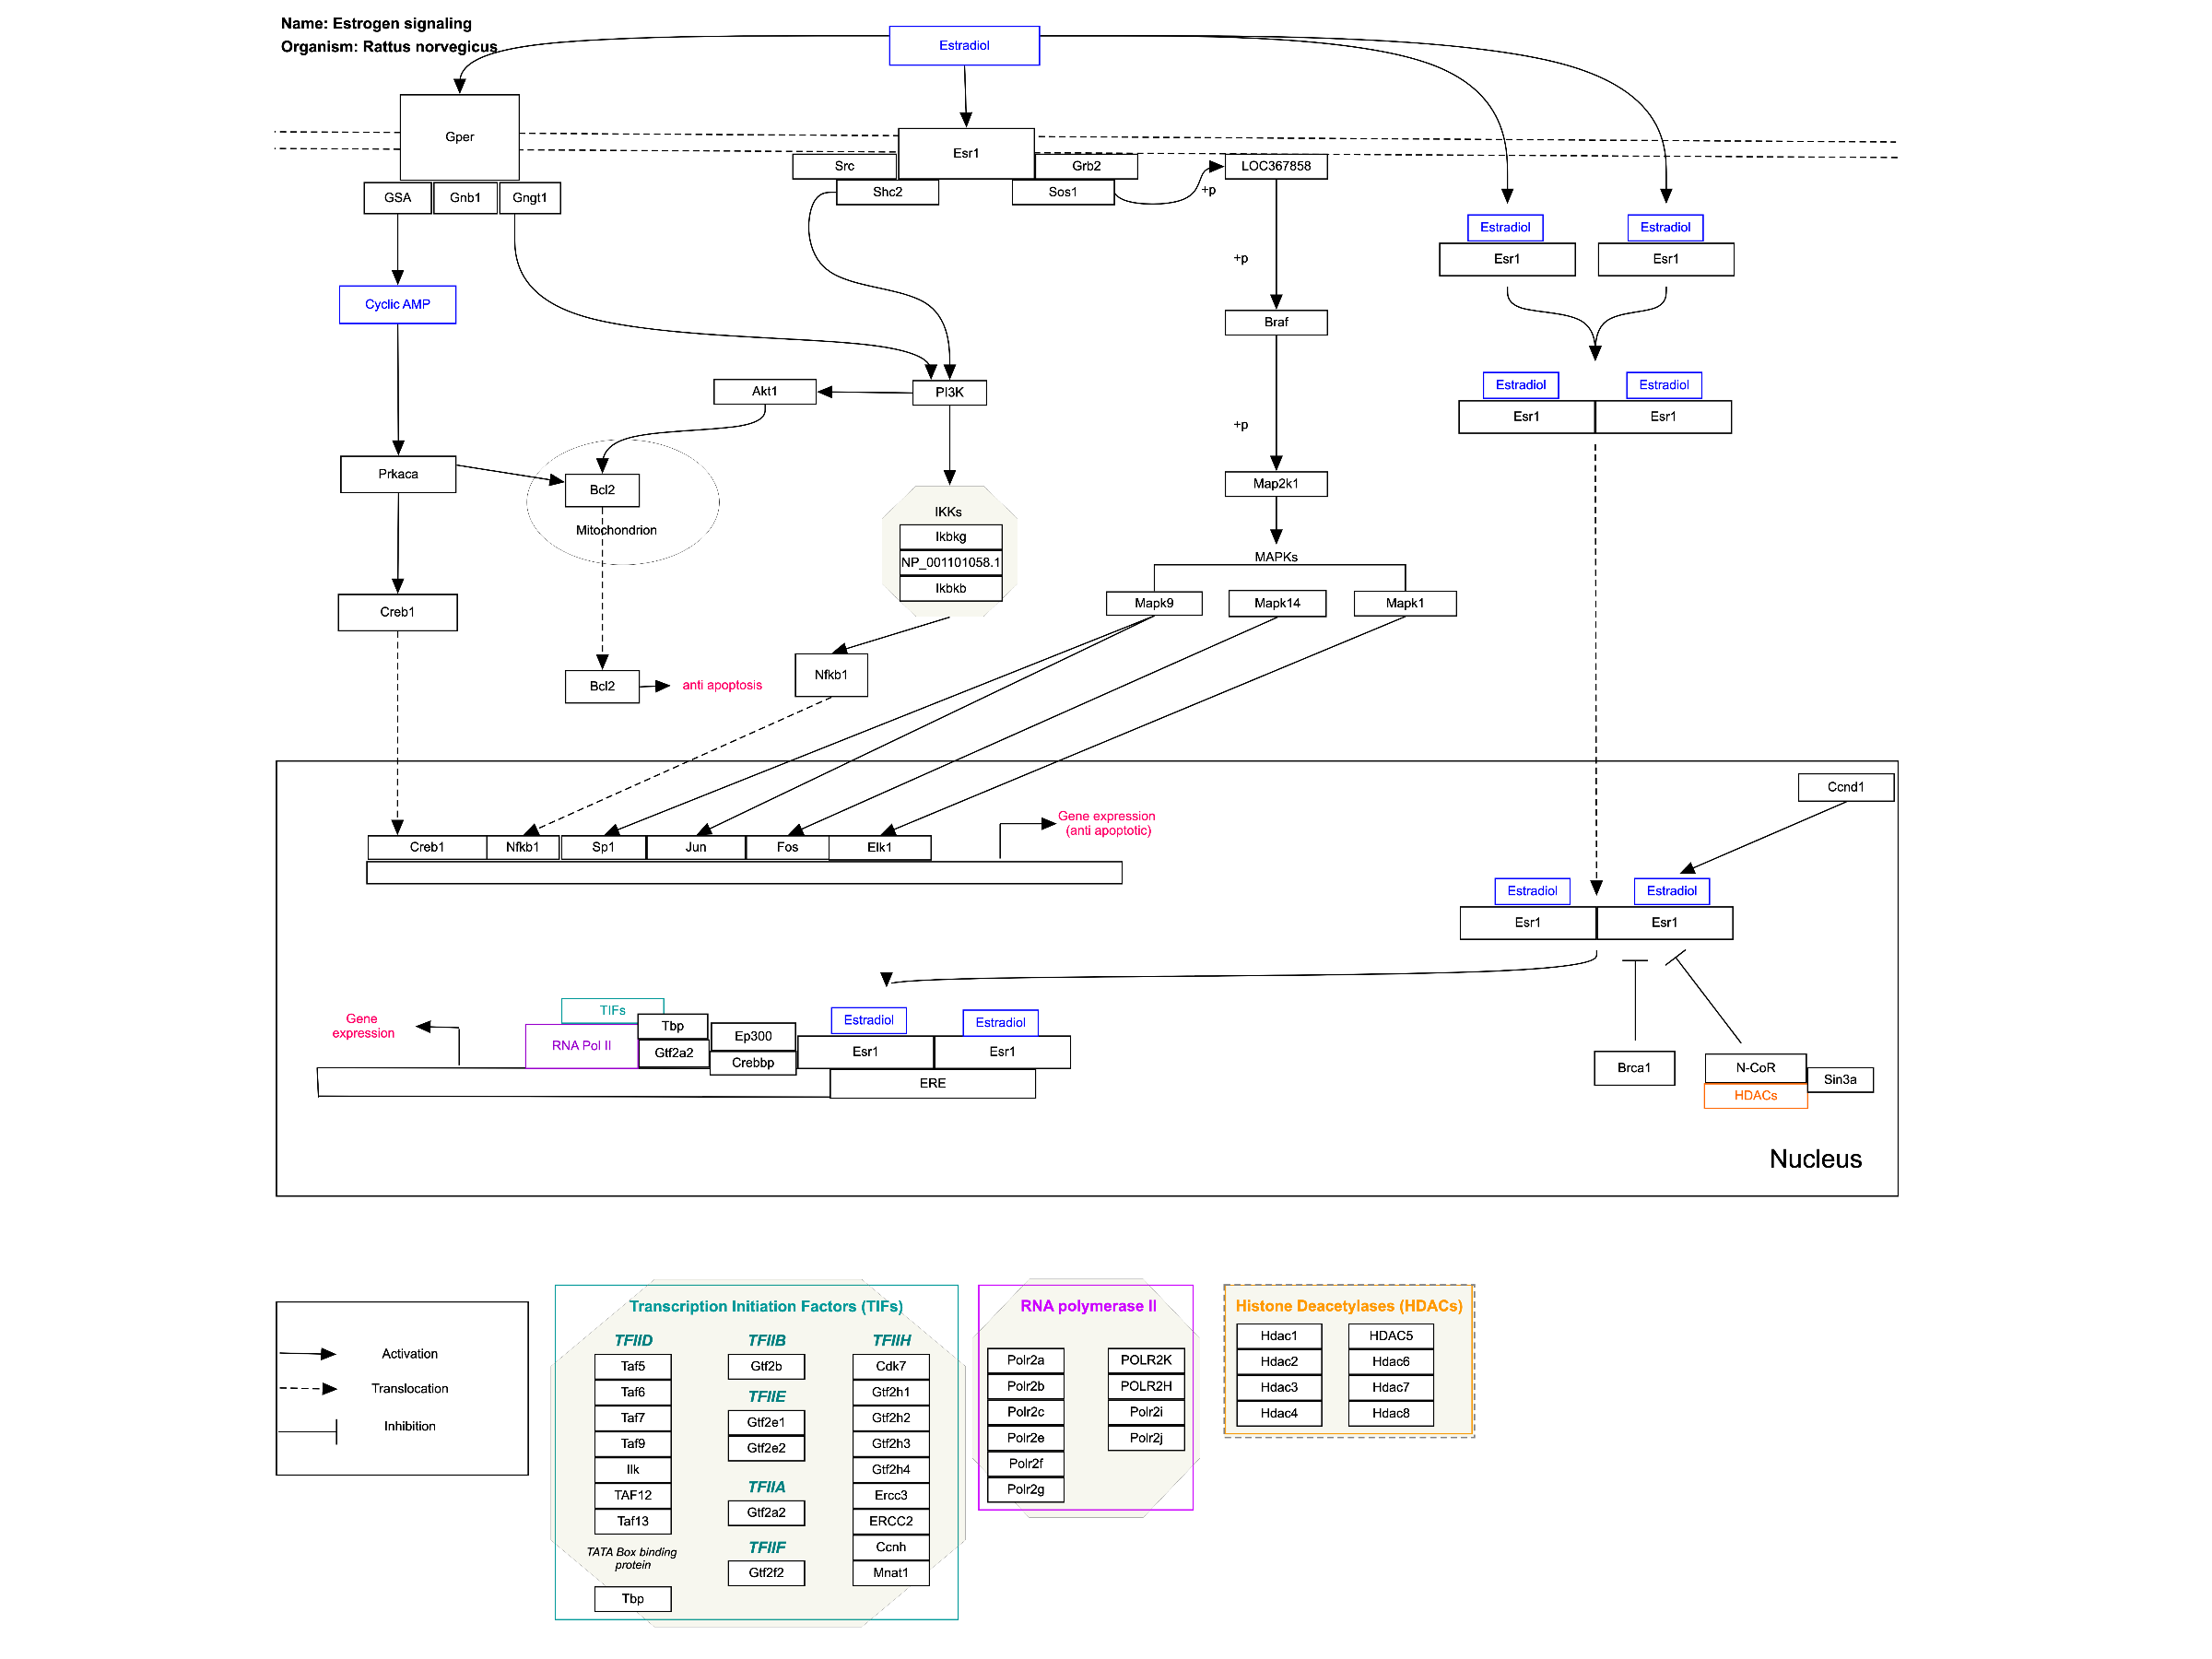 Name: Estrogen signaling
Organism: Rattus norvegicus
Estradiol
Gper
Esr1
Src
Grb2
LOC367858
Shc2
Sos1
+p
GSA
Gnb1
Gngt1
Estradiol
Estradiol
Esr1
Esr1
+p
Cyclic AMP
Braf
Akt1
PI3K
Estradiol
Estradiol
Esr1
Esr1
+p
Prkaca
Bcl2
Map2k1
Mitochondrion
IKKs
Ikbkg
NP_001101058.1
Ikbkb
MAPKs
Mapk9
Mapk14
Mapk1
Creb1
Nfkb1
Bcl2
anti apoptosis
Ccnd1
Gene expression
(anti apoptotic)
Creb1
Nfkb1
Sp1
Jun
Fos
Elk1
Estradiol
Estradiol
Esr1
Esr1
Gene
expression
TIFs
RNA Pol II
Tbp
Gtf2a2
Ep300
Crebbp
Estradiol
Estradiol
Esr1
Esr1
ERE
Brca1
N-CoR
HDACs
Sin3a
Nucleus
Activation
Translocation
Inhibition
Transcription Initiation Factors (TIFs)
TFIID
Taf5
Taf6
Taf7
Taf9
Ilk
TAF12
Taf13
TATA Box binding
protein
Tbp
TFIIB
Gtf2b
TFIIE
Gtf2e1
Gtf2e2
TFIIA
Gtf2a2
TFIIF
Gtf2f2
TFIIH
Cdk7
Gtf2h1
Gtf2h2
Gtf2h3
Gtf2h4
Ercc3
ERCC2
Ccnh
Mnat1
RNA polymerase II
Polr2a
Polr2b
Polr2c
Polr2e
Polr2f
Polr2g
POLR2K
POLR2H
Polr2i
Polr2j
Histone Deacetylases (HDACs)
Hdac1
Hdac2
Hdac3
Hdac4
HDAC5
Hdac6
Hdac7
Hdac8